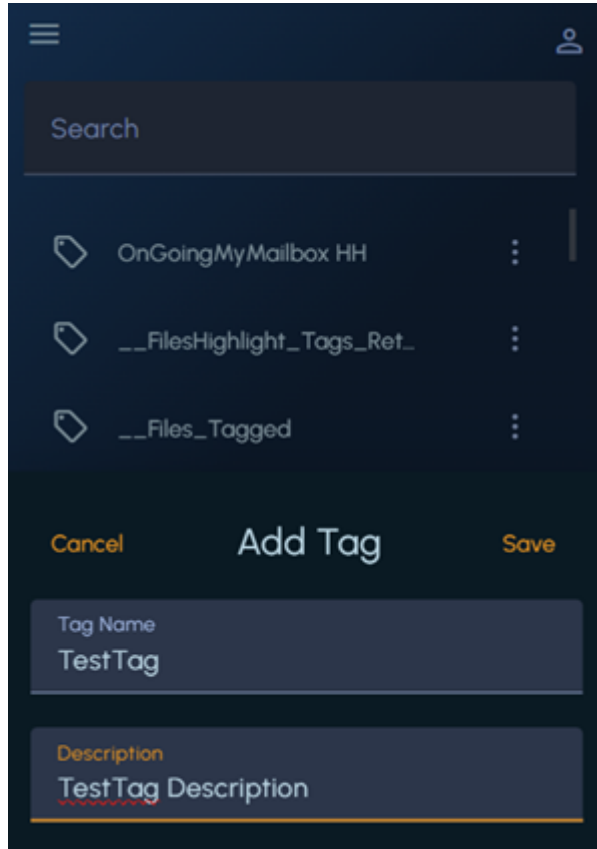 Search
OnGoingMyMailbox HH
__FilesHighlight_Tags_Ret...
__Files_Tagged
Cancel Add Tag Save
Tag Name
TestTag
Description
TestTag Description